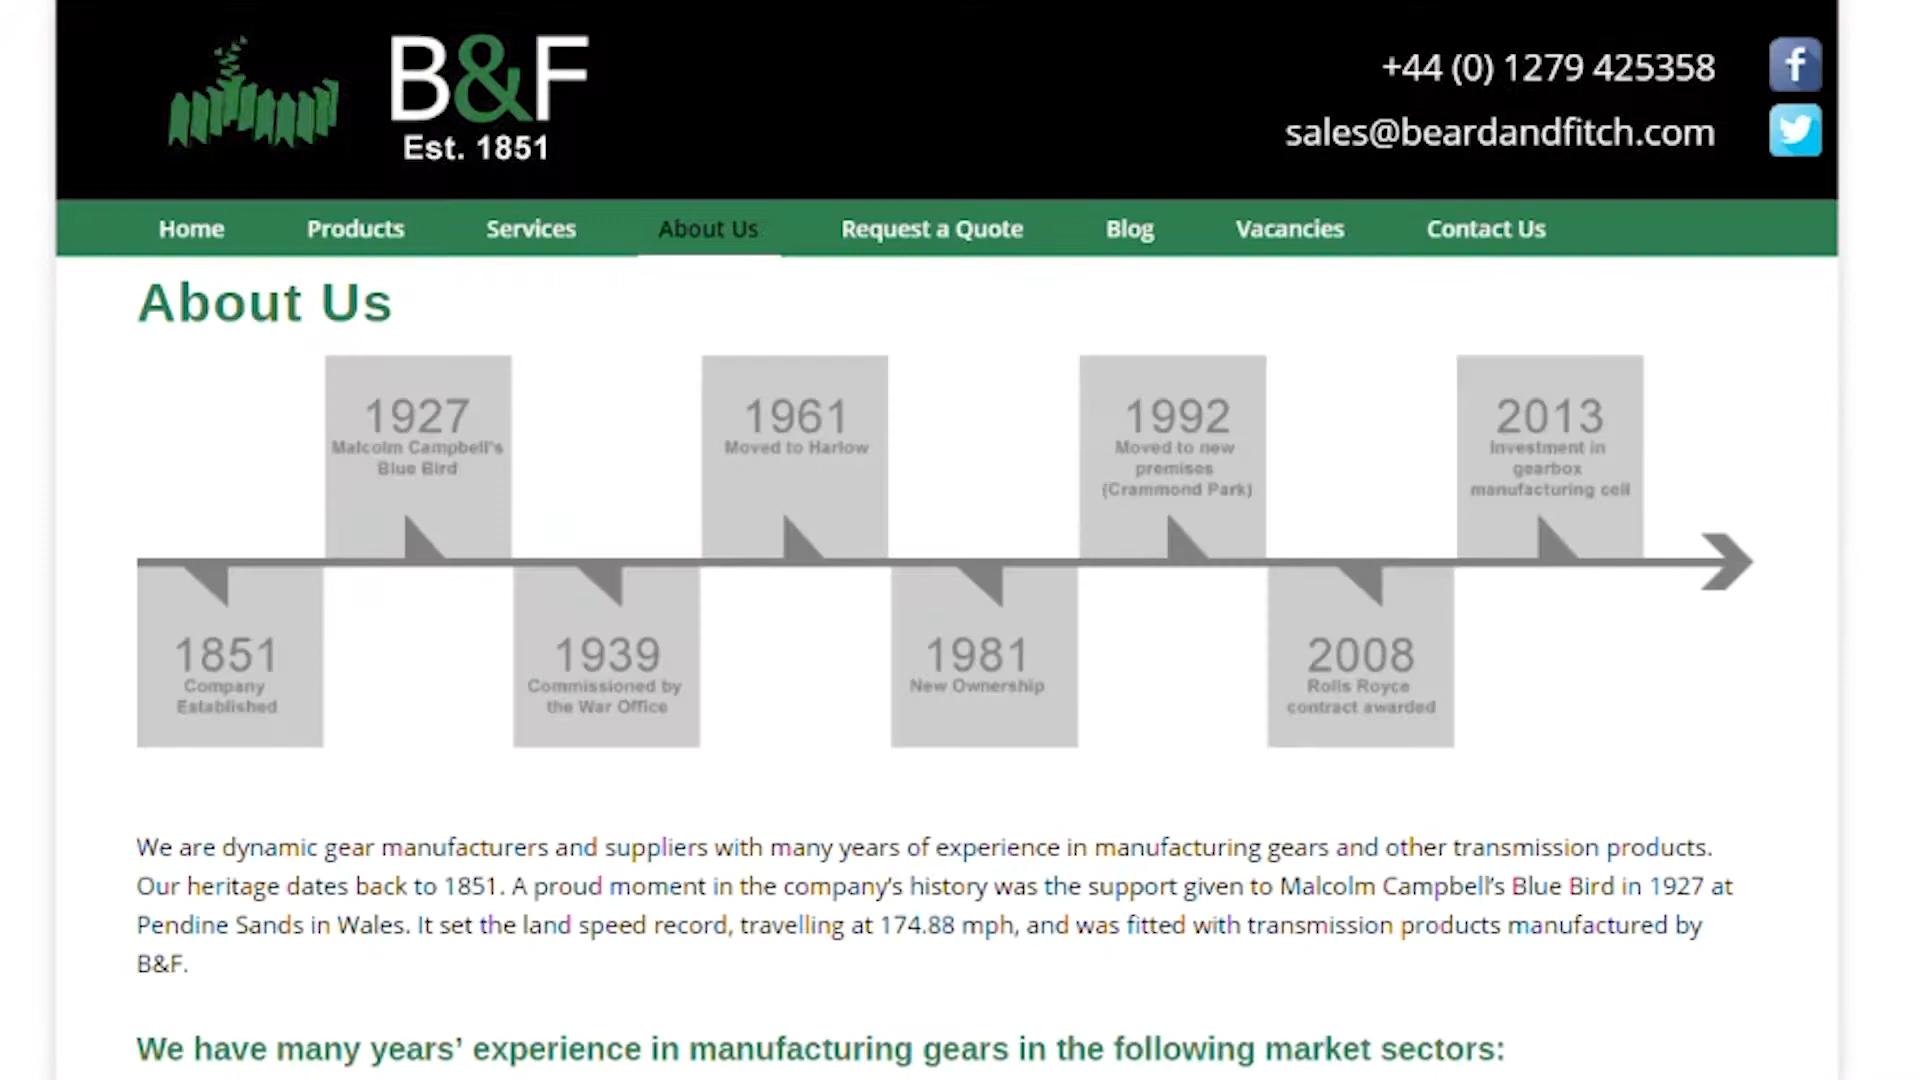 B&F
Est. 1851
+44 (0) 1279 425358
sales@beardandfitch.com
Home Products Services About Us Request a Quote Blog Vacancies Contact Us
About Us
1927
Malcolm Campbell's
Blue Bird
1961
Moved to Harlow
1992
Moved to new
premises
(Crammond Park)
2013
Investment in
gearbox
manufacturing cell
1851
Company
Established
1939
Commissioned by
the War Office
1981
New Ownership
2008
Rolls Royce
contract awarded
We are dynamic gear manufacturers and suppliers with many years of experience in manufacturing gears and other transmission products.
Our heritage dates back to 1851. A proud moment in the company's history was the support given to Malcolm Campbell's Blue Bird in 1927 at
Pendine Sands in Wales. It set the land speed record, travelling at 174.88 mph, and was fitted with transmission products manufactured by
B&F.
We have many years' experience in manufacturing gears in the following market sectors: